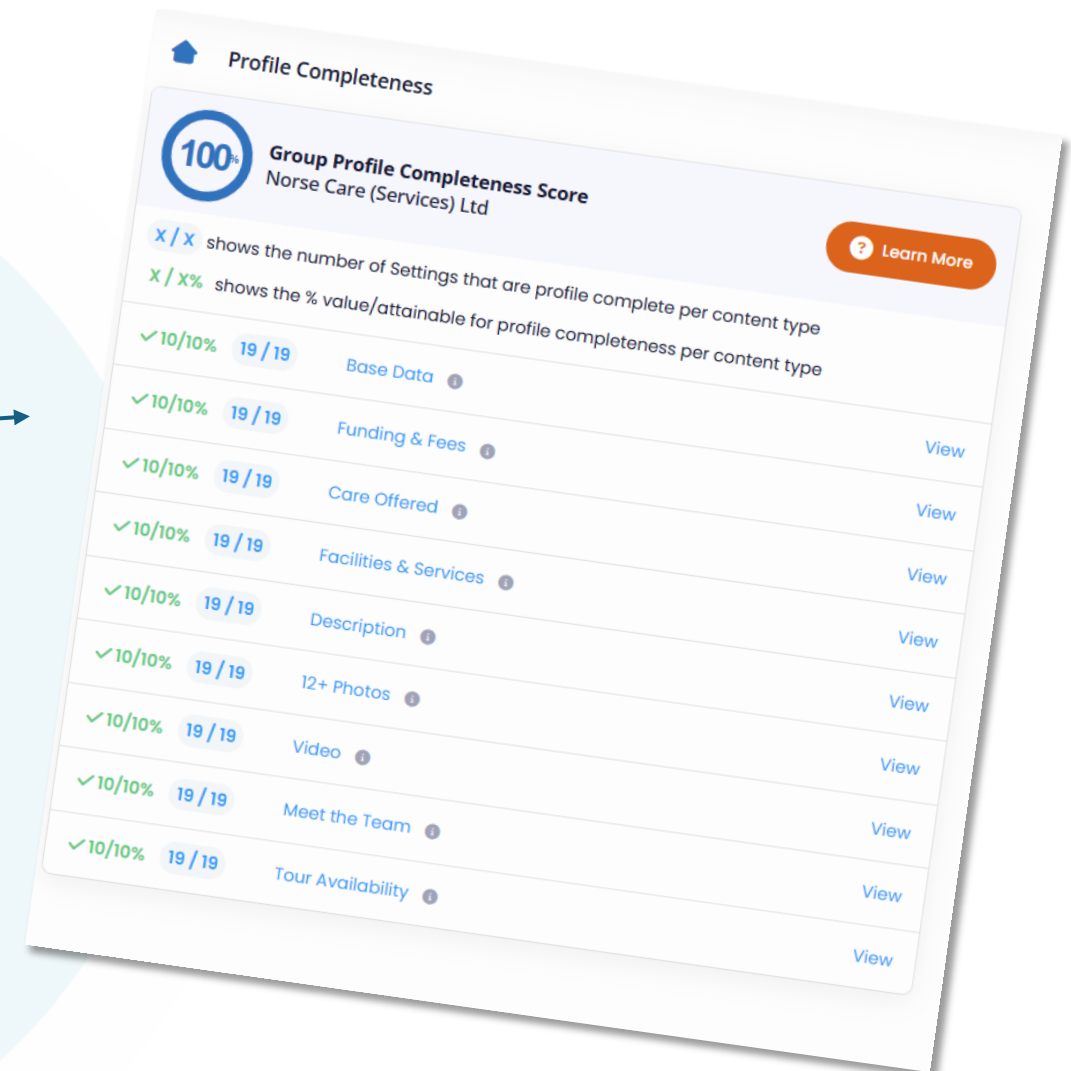 Profile Completeness
100%
Group Profile Completeness Score
Norse Care (Services) Ltd
? Learn More
X / X shows the number of Settings that are profile complete per content type
X / X% shows the % value/attainable for profile completeness per content type
10/10% 19 / 19 Base Data i View
10/10% 19 / 19 Funding & Fees i View
10/10% 19 / 19 Care Offered i View
10/10% 19 / 19 Facilities & Services i View
10/10% 19 / 19 Description i View
10/10% 19 / 19 12+ Photos i View
10/10% 19 / 19 Video i View
10/10% 19 / 19 Meet the Team i View
10/10% 19 / 19 Tour Availability i View